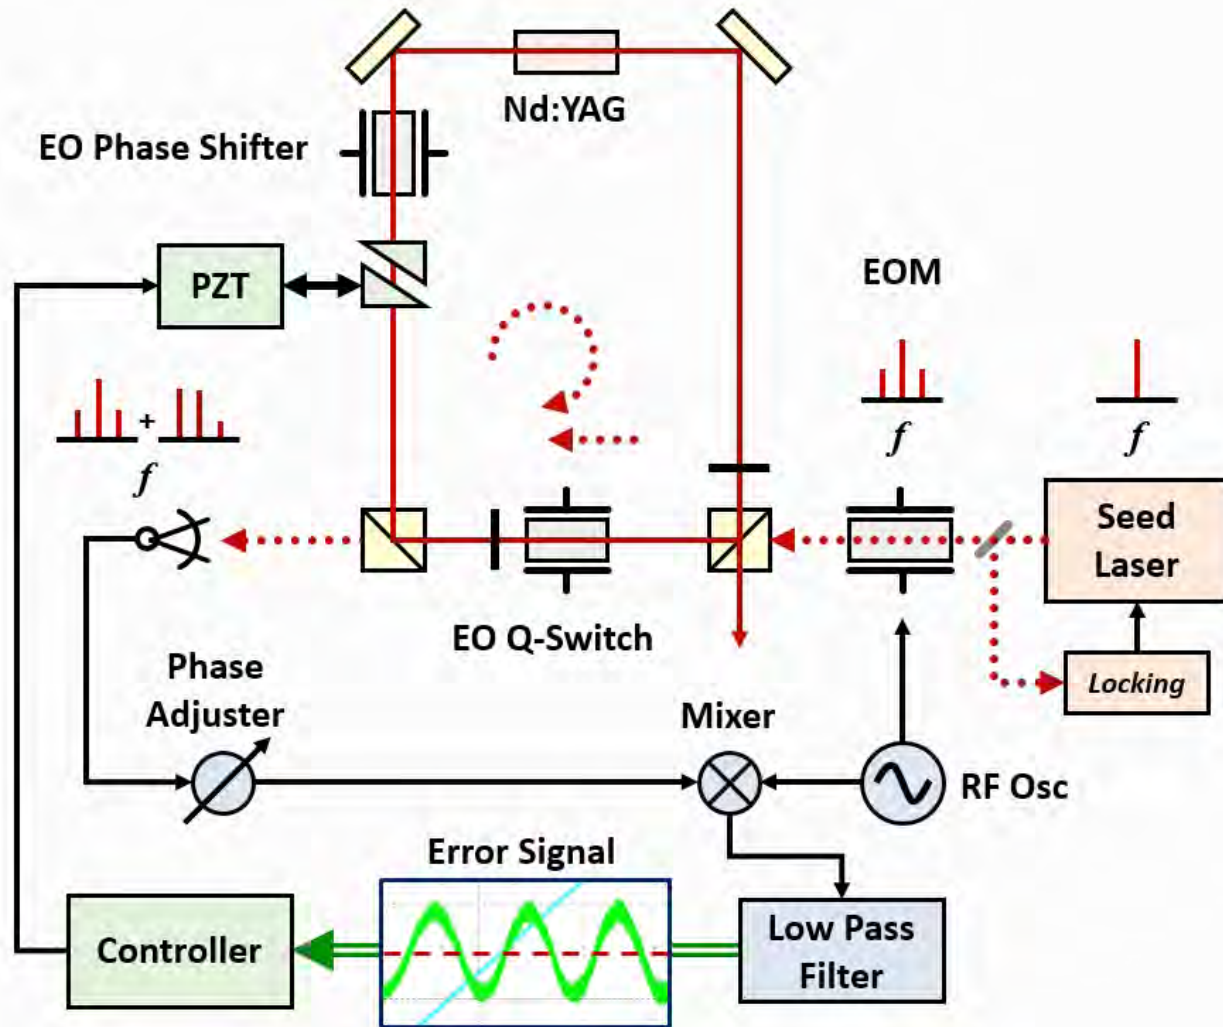 Nd:YAG
EO Phase Shifter
PZT
EOM
+
f
f
f
Seed
Laser
EO Q-Switch
Locking
Phase
Adjuster
Mixer
RF Osc
Error Signal
Controller
Low Pass
Filter